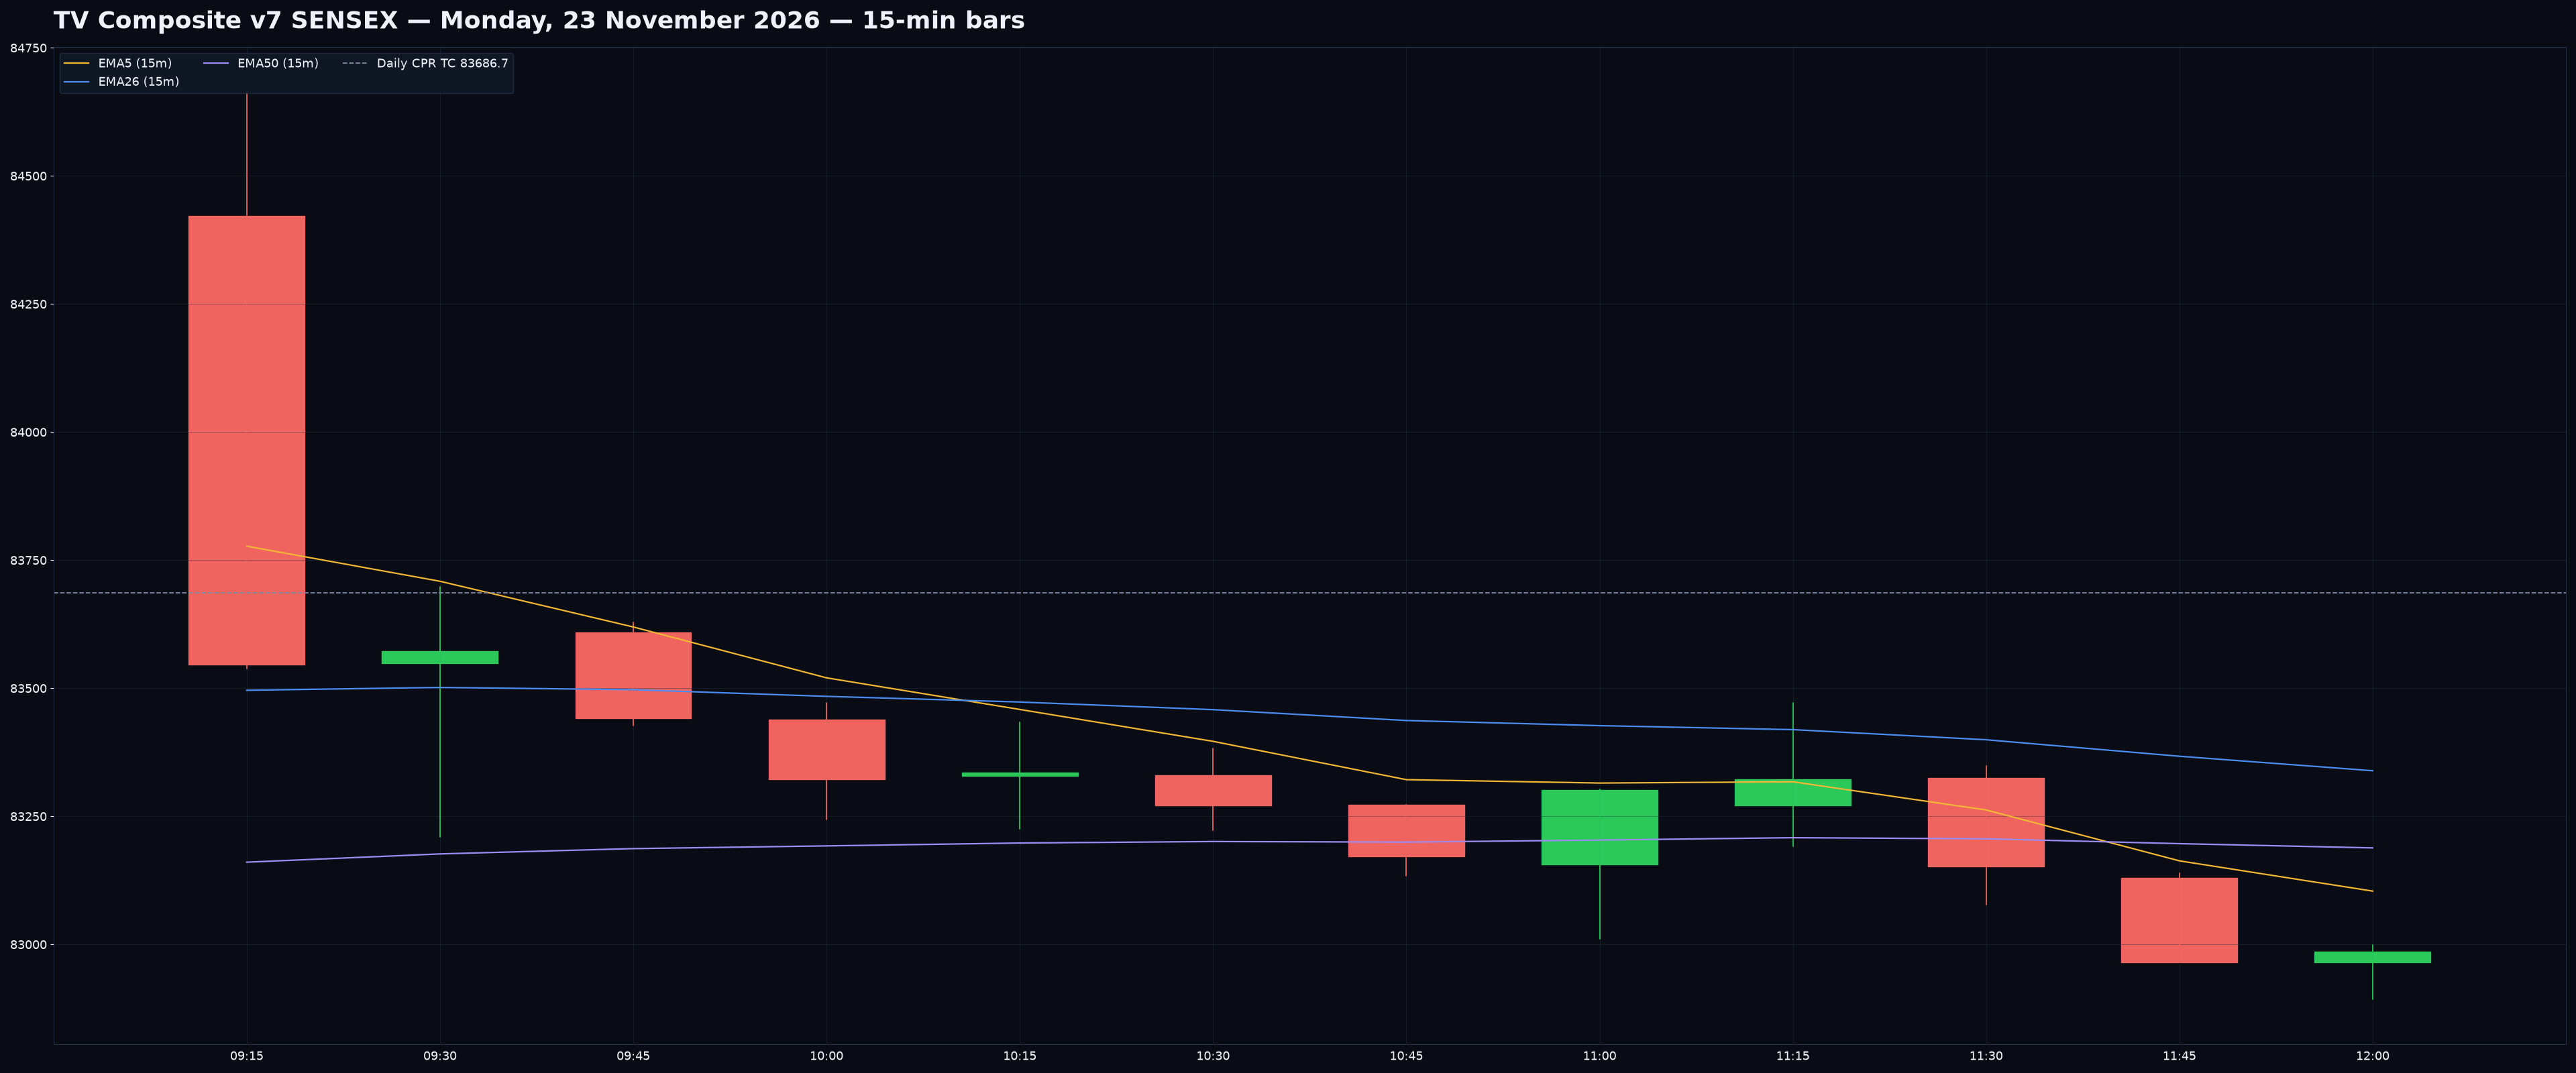 TV Composite v7 SENSEX — Monday, 23 November 2026 — 15-min bars
EMA5 (15m) EMA50 (15m) Daily CPR TC 83686.7
EMA26 (15m)
84750
84500
84250
84000
83750
83500
83250
83000
09:15 09:30 09:45 10:00 10:15 10:30 10:45 11:00 11:15 11:30 11:45 12:00